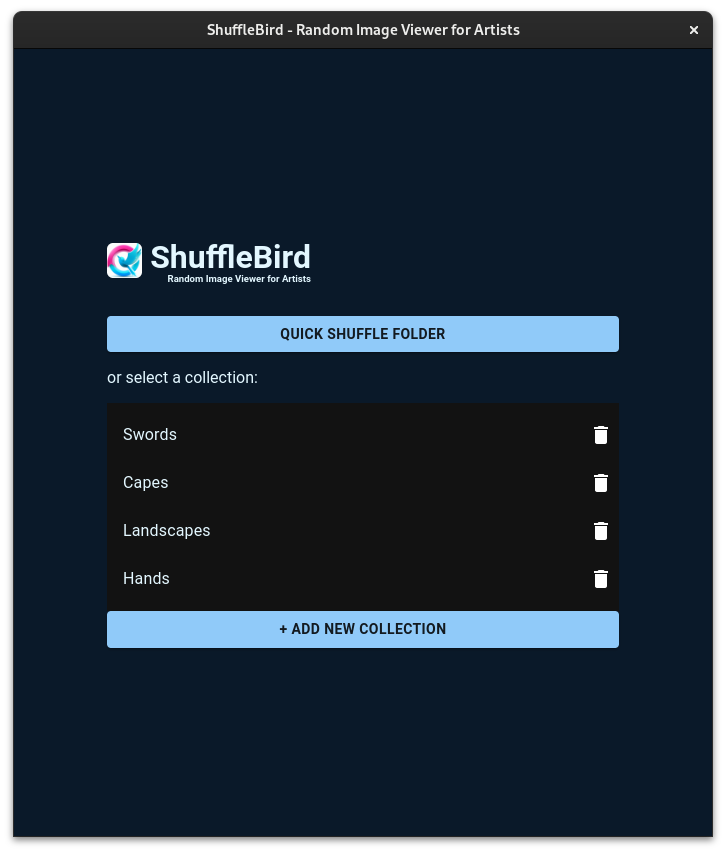 ShuffleBird - Random Image Viewer for Artists
ShuffleBird
Random Image Viewer for Artists
QUICK SHUFFLE FOLDER
or select a collection:
Swords
Capes
Landscapes
Hands
+ ADD NEW COLLECTION